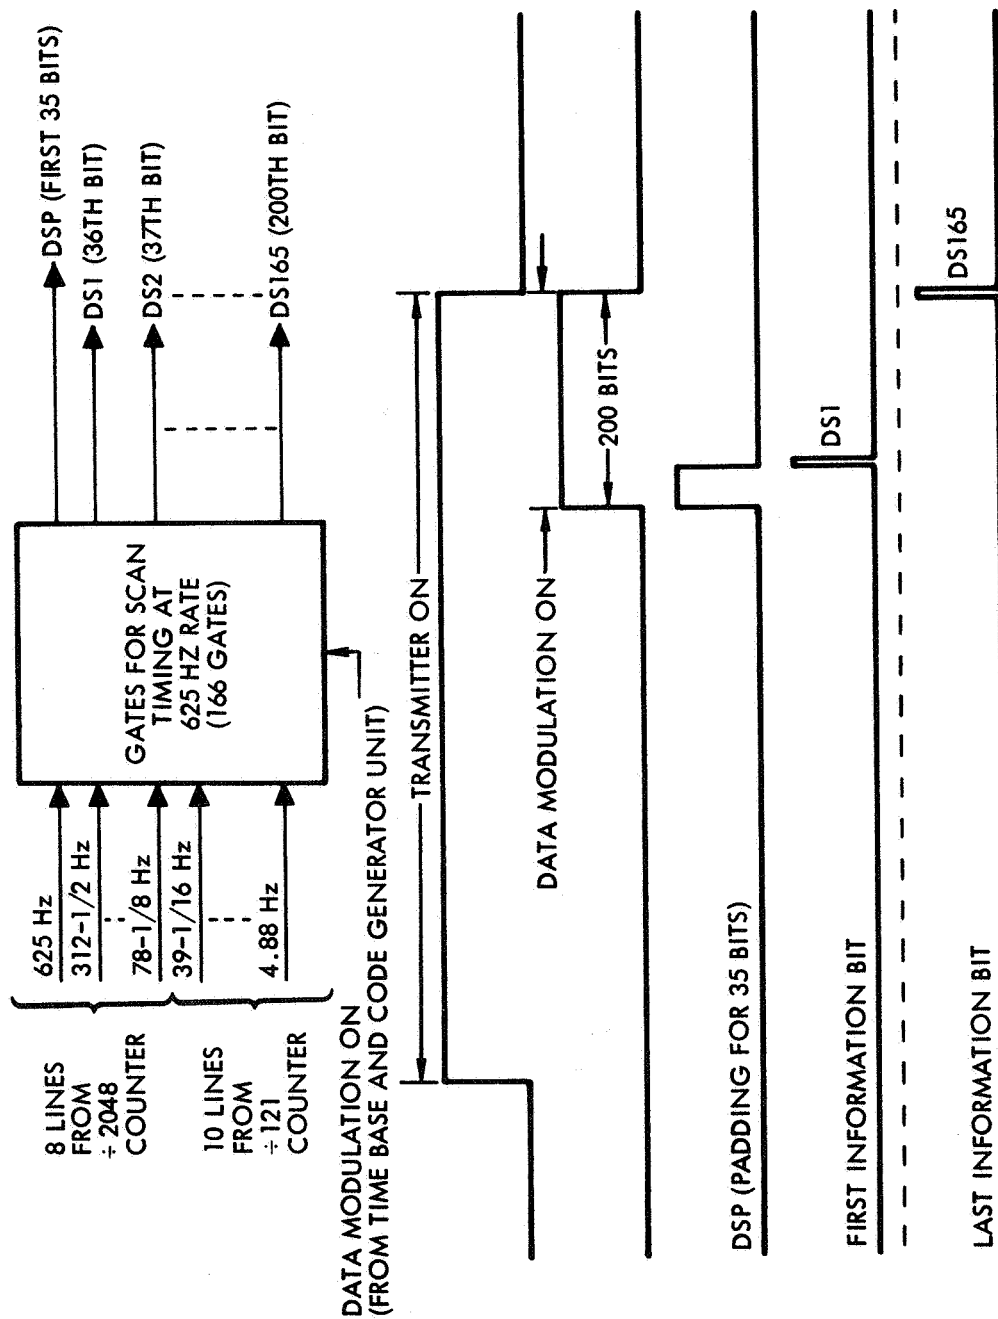 8 LINES
FROM
÷ 2048
COUNTER
10 LINES
FROM
÷ 121
COUNTER
625 Hz
312-1/2 Hz
78-1/8 Hz
39-1/16 Hz
4.88 Hz
GATES FOR SCAN
TIMING AT
625 HZ RATE
(166 GATES)
DSP (FIRST 35 BITS)
DS1 (36TH BIT)
DS2 (37TH BIT)
DS165 (200TH BIT)
DATA MODULATION ON
(FROM TIME BASE AND CODE GENERATOR UNIT)
TRANSMITTER ON
DATA MODULATION ON
200 BITS
DSP (PADDING FOR 35 BITS)
FIRST INFORMATION BIT
DS1
LAST INFORMATION BIT
DS165